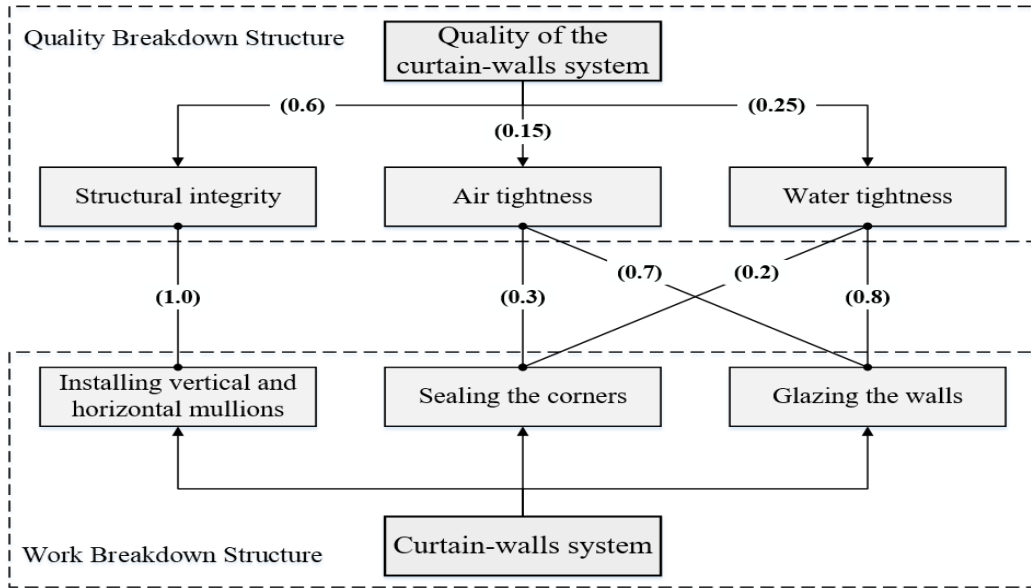 Quality Breakdown Structure
Quality of the
curtain-walls system
(0.6)
(0.15)
(0.25)
Structural integrity
Air tightness
Water tightness
(1.0)
(0.3)
(0.7)
(0.2)
(0.8)
Installing vertical and
horizontal mullions
Sealing the corners
Glazing the walls
Work Breakdown Structure
Curtain-walls system